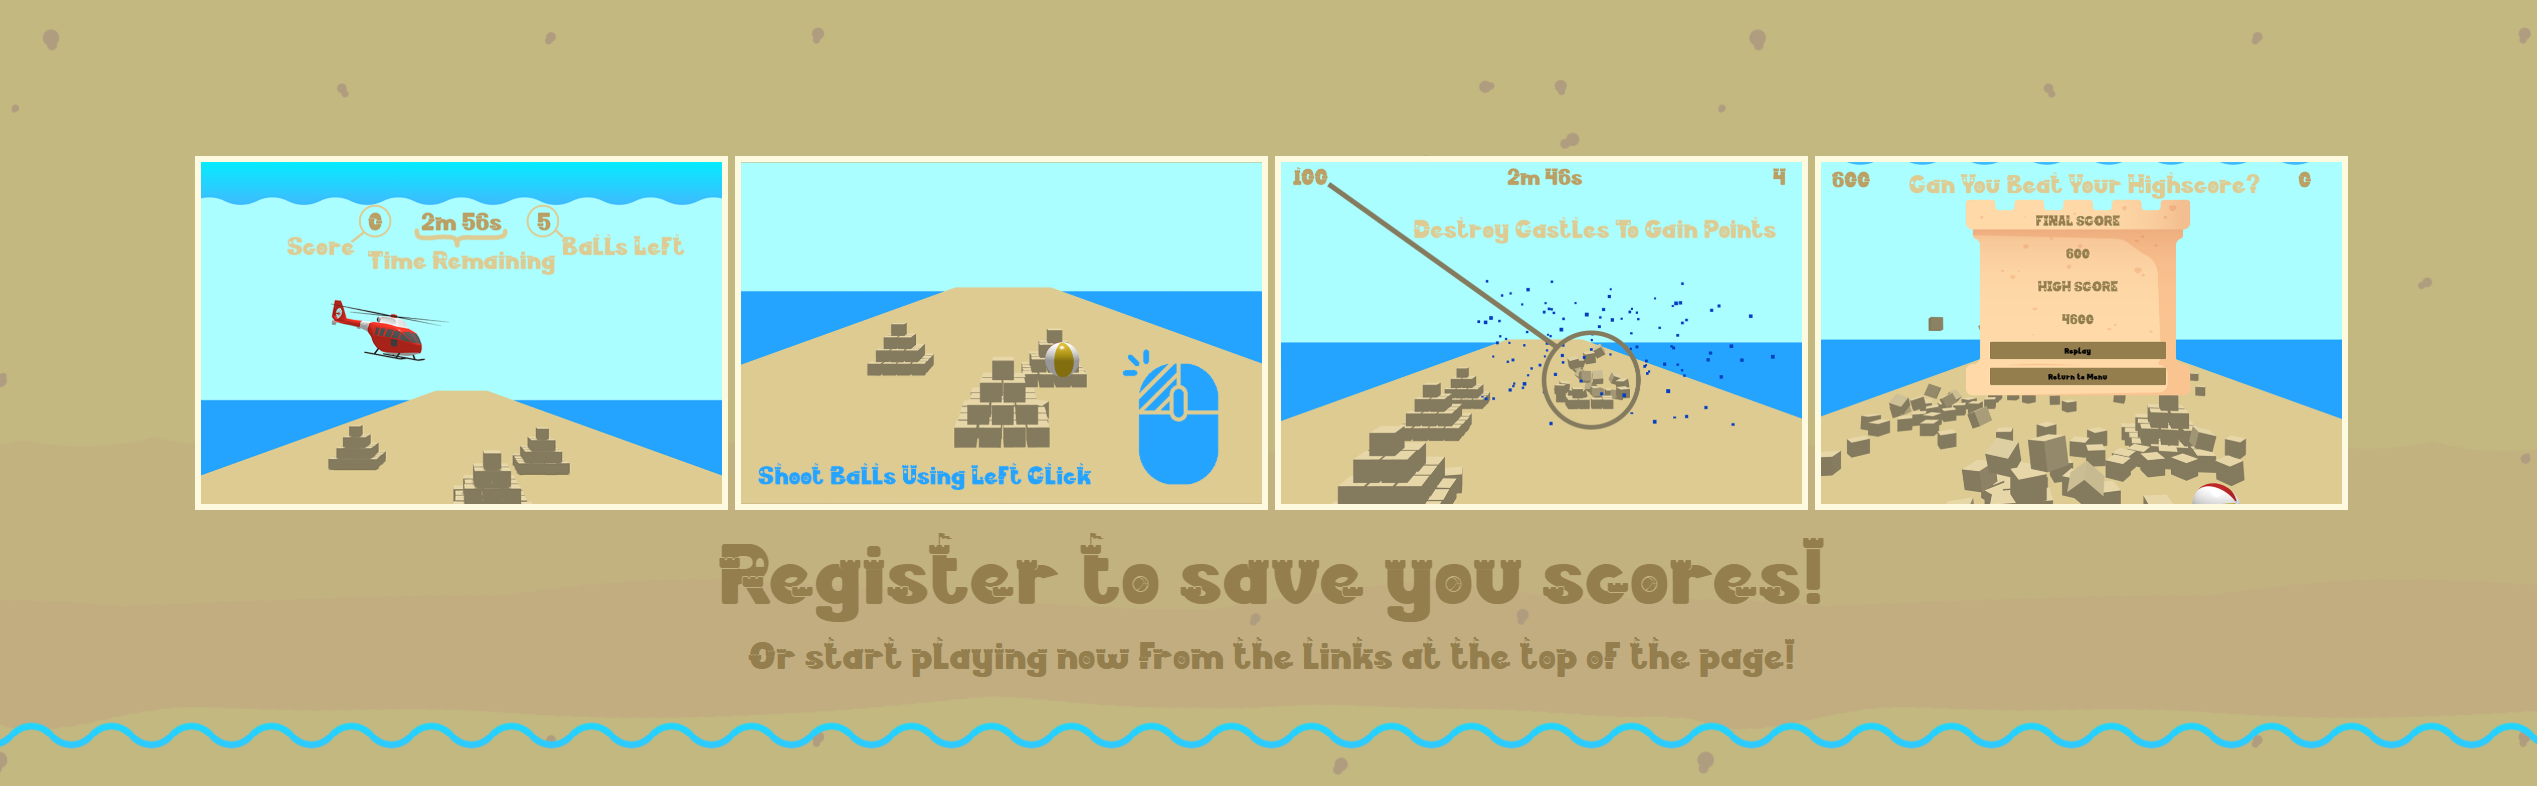 0 2m 56s 5
Score Balls Left
Time Remaining
Shoot Balls Using Left Click
100 2m 46s 4
Destroy Castles To Gain Points
600 Can You Beat Your Highscore? 0
FINAL SCORE
600
HIGH SCORE
4600
Replay
Return to Menu
Register to save you scores!
Or start playing now from the links at the top of the page!